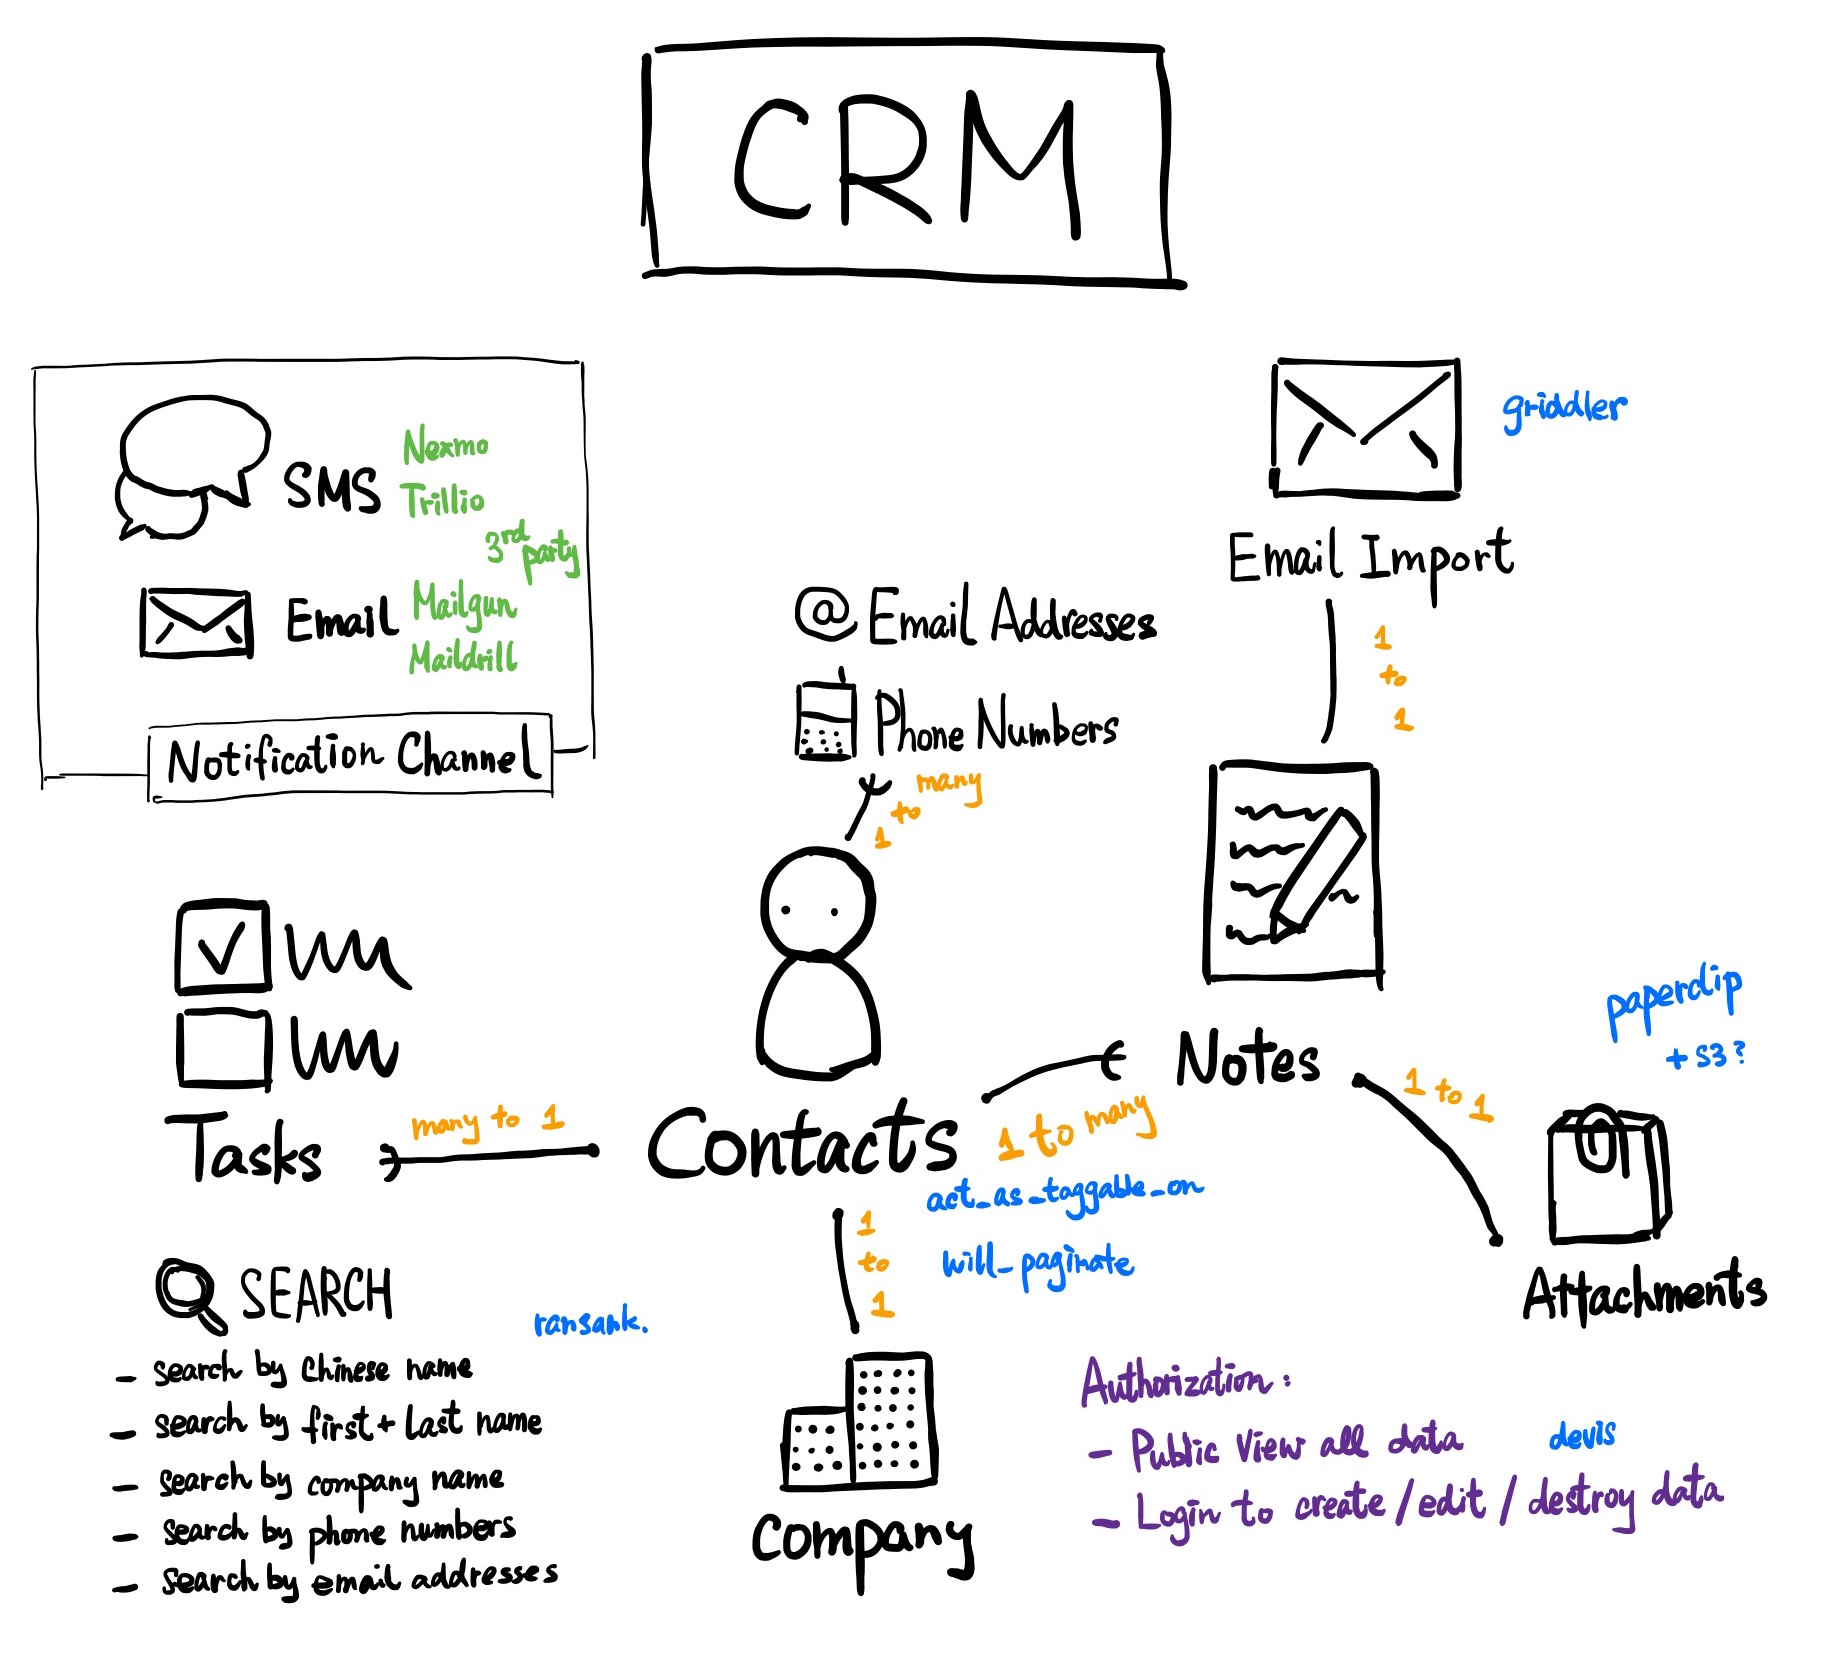 CRM
SMS
Nexmo
Trillio
3rd party
Email
Mailgun
Maildrill
Notification Channel
@ Email Addresses
Phone Numbers
1 to many
griddler
Email Import
1 to 1
Notes
1 to 1
paperclip
+ S3?
Attachments
Tasks
many to 1
Contacts
1 to many
act_as_taggable_on
will_paginate
1 to 1
Company
SEARCH
ransank.
- search by Chinese name
- search by first + Last name
- search by company name
- search by phone numbers
- search by email addresses
Authorization:
- Public View all data
devis
- Login to create / edit / destroy data